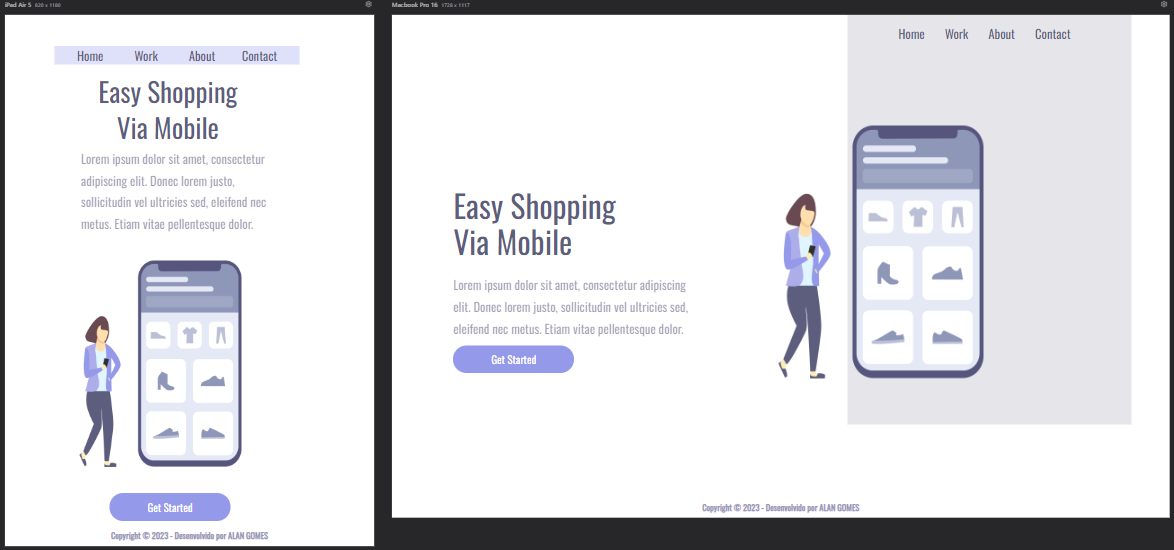 iPad Air 5 820 x 1180
Home Work About Contact
Easy Shopping
Via Mobile
Lorem ipsum dolor sit amet, consectetur
adipiscing elit. Donec lorem justo,
sollicitudin vel ultricies sed, eleifend nec
metus. Etiam vitae pellentesque dolor.
Get Started
Copyright © 2023 - Desenvolvido por ALAN GOMES
Macbook Pro 16 1728 x 1117
Home Work About Contact
Easy Shopping
Via Mobile
Lorem ipsum dolor sit amet, consectetur adipiscing
elit. Donec lorem justo, sollicitudin vel ultricies sed,
eleifend nec metus. Etiam vitae pellentesque dolor.
Get Started
Copyright © 2023 - Desenvolvido por ALAN GOMES